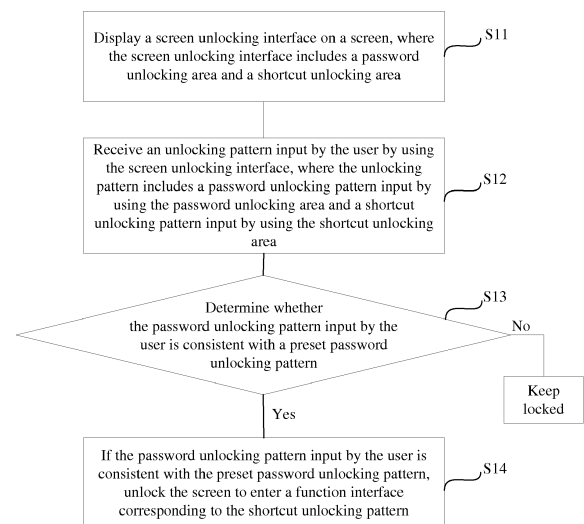 Display a screen unlocking interface on a screen, where
the screen unlocking interface includes a password
unlocking area and a shortcut unlocking area
S11
Receive an unlocking pattern input by the user by using
the screen unlocking interface, where the unlocking
pattern includes a password unlocking pattern input by
using the password unlocking area and a shortcut
unlocking pattern input by using the shortcut unlocking
area
S12
Determine whether
the password unlocking pattern input by the
user is consistent with a preset password
unlocking pattern
S13
No
Keep
locked
Yes
If the password unlocking pattern input by the user is
consistent with the preset password unlocking pattern,
unlock the screen to enter a function interface
corresponding to the shortcut unlocking pattern
S14